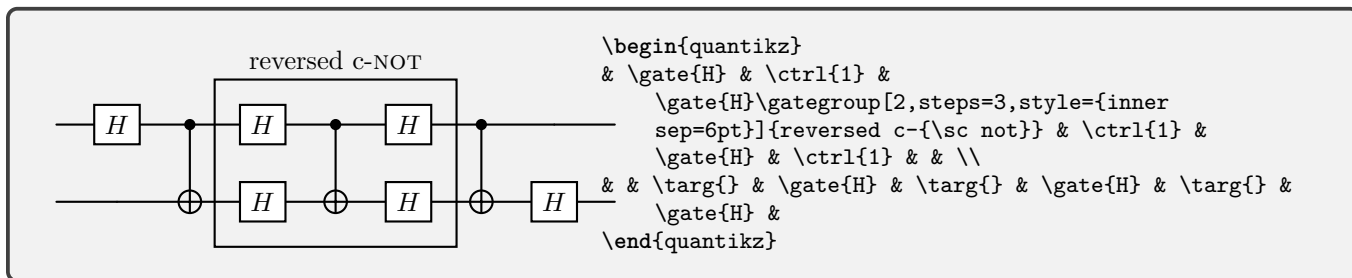 reversed c-NOT
H H H
H H H
\begin{quantikz}
& \gate{H} & \ctrl{1} &
\gate{H}\gategroup[2,steps=3,style={inner
sep=6pt}]{reversed c-{\sc not}} & \ctrl{1} &
\gate{H} & \ctrl{1} & & \\
& & \targ{} & \gate{H} & \targ{} & \gate{H} & \targ{} &
\gate{H} &
\end{quantikz}